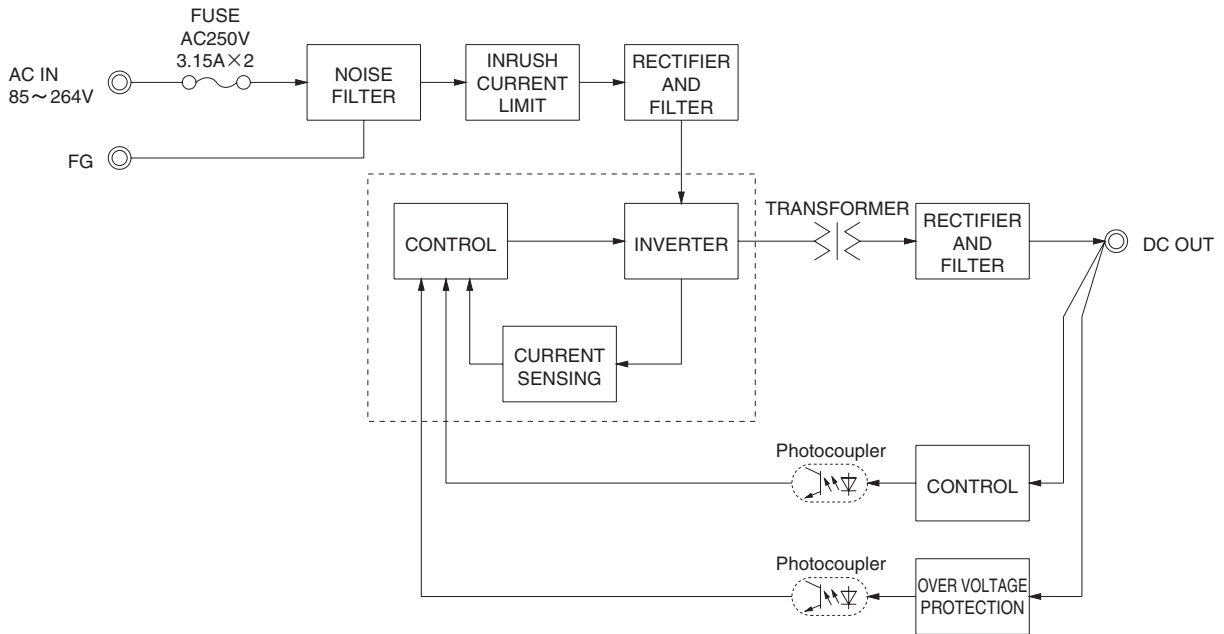 FUSE
AC250V
3.15A×2
AC IN
85～264V
NOISE
FILTER
INRUSH
CURRENT
LIMIT
RECTIFIER
AND
FILTER
FG
CONTROL
INVERTER
TRANSFORMER
RECTIFIER
AND
FILTER
DC OUT
CURRENT
SENSING
Photocoupler
CONTROL
Photocoupler
OVER VOLTAGE
PROTECTION